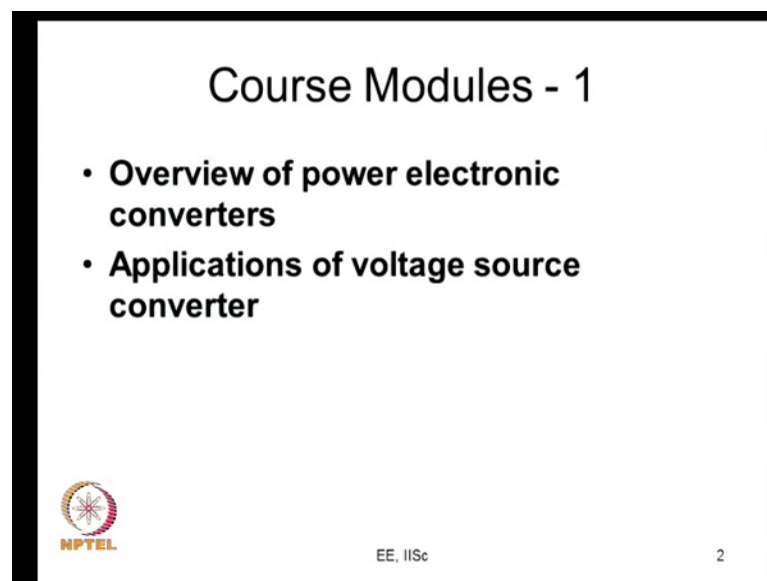 Course Modules - 1
• Overview of power electronic
converters
• Applications of voltage source
converter
NPTEL
EE, IISc
2